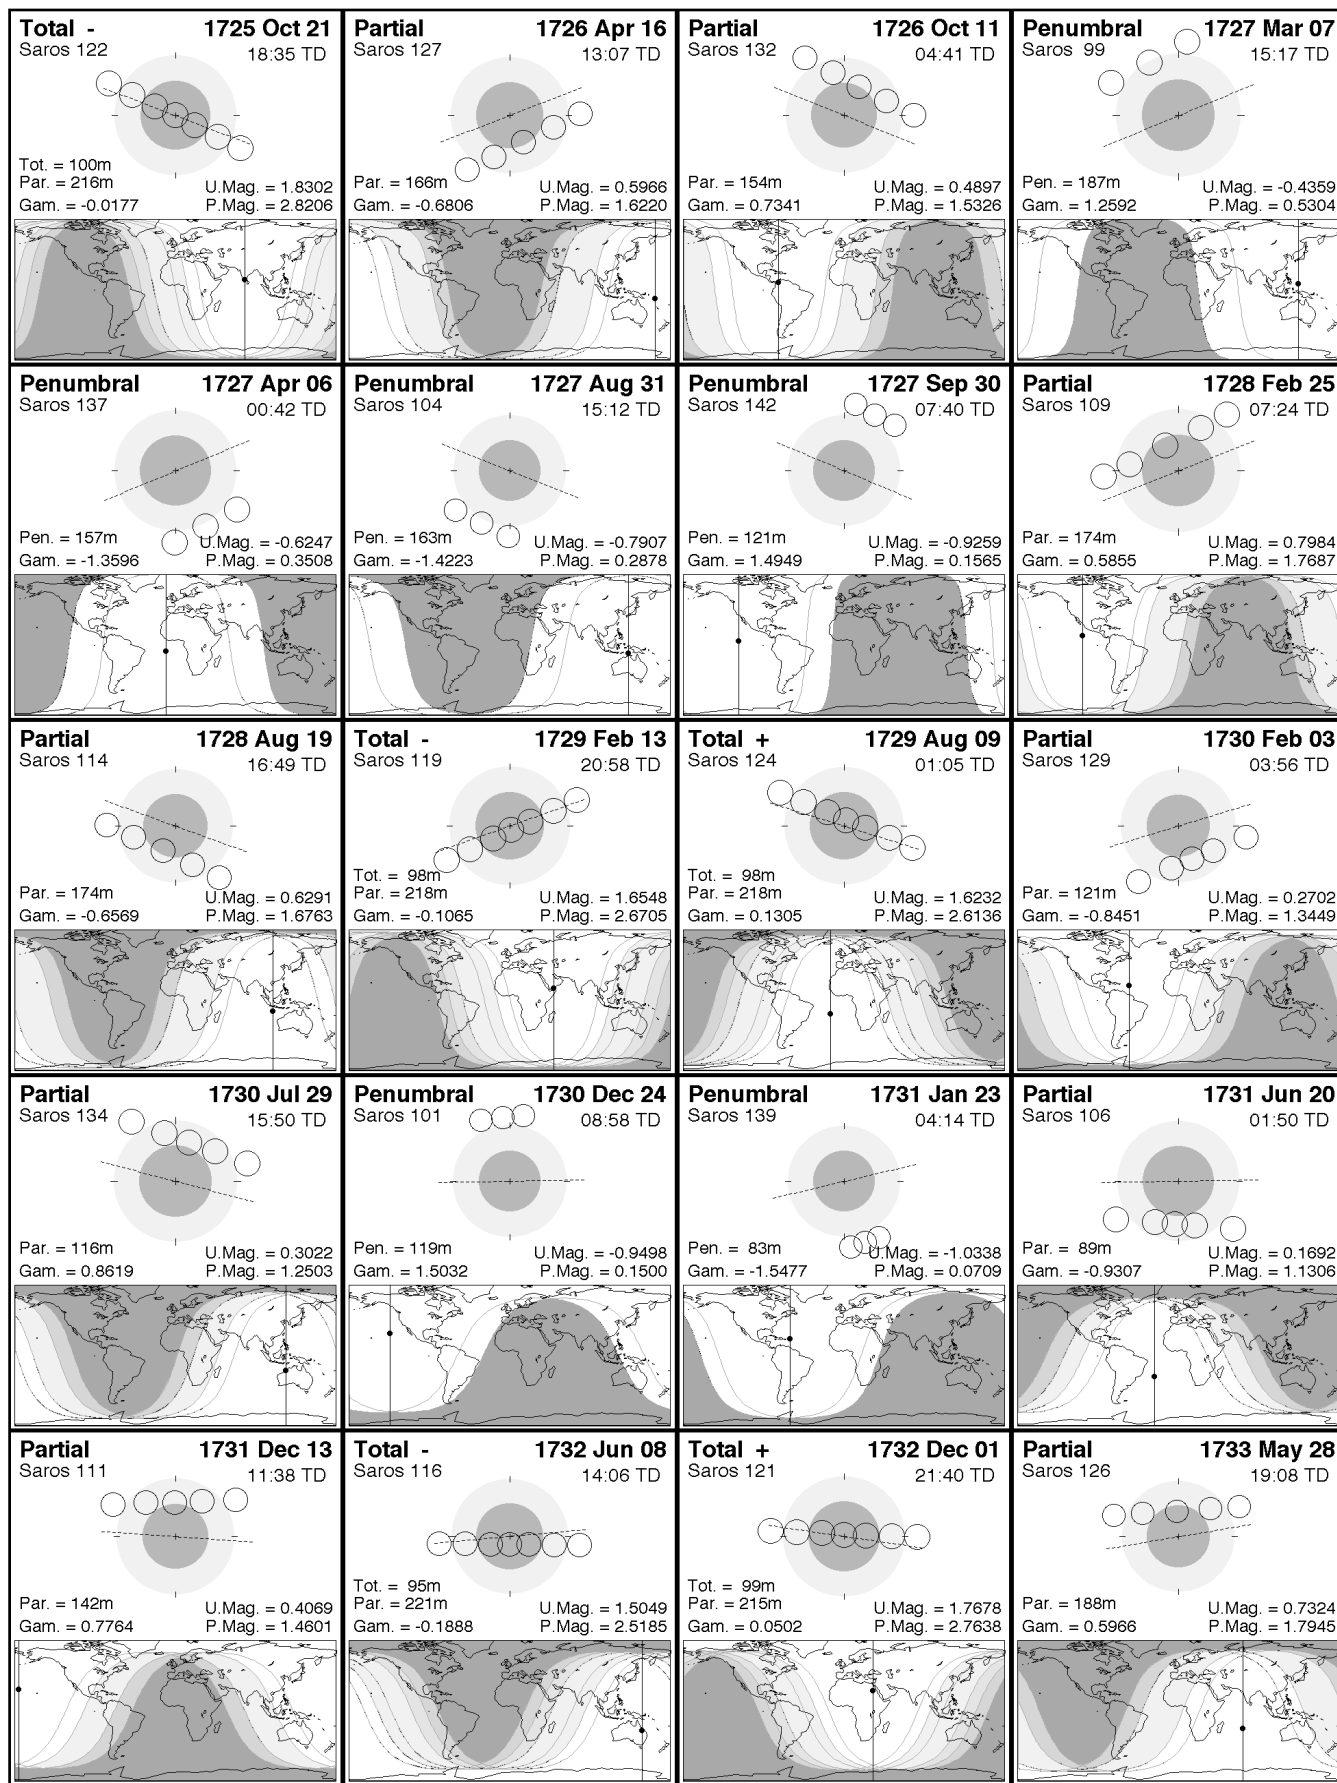 Total - 1725 Oct 21
Saros 122 18:35 TD
Tot. = 100m
Par. = 216m U.Mag. = 1.8302
Gam. = -0.0177 P.Mag. = 2.8206
Partial 1726 Apr 16
Saros 127 13:07 TD
Par. = 166m U.Mag. = 0.5966
Gam. = -0.6806 P.Mag. = 1.6220
Partial 1726 Oct 11
Saros 132 04:41 TD
Par. = 154m U.Mag. = 0.4897
Gam. = 0.7341 P.Mag. = 1.5326
Penumbral 1727 Mar 07
Saros 99 15:17 TD
Pen. = 187m U.Mag. = -0.4359
Gam. = 1.2592 P.Mag. = 0.5304
Penumbral 1727 Apr 06
Saros 137 00:42 TD
Pen. = 157m U.Mag. = -0.6247
Gam. = -1.3596 P.Mag. = 0.3508
Penumbral 1727 Aug 31
Saros 104 15:12 TD
Pen. = 163m U.Mag. = -0.7907
Gam. = -1.4223 P.Mag. = 0.2878
Penumbral 1727 Sep 30
Saros 142 07:40 TD
Pen. = 121m U.Mag. = -0.9259
Gam. = 1.4949 P.Mag. = 0.1565
Partial 1728 Feb 25
Saros 109 07:24 TD
Par. = 174m U.Mag. = 0.7984
Gam. = 0.5855 P.Mag. = 1.7687
Partial 1728 Aug 19
Saros 114 16:49 TD
Par. = 174m U.Mag. = 0.6291
Gam. = -0.6569 P.Mag. = 1.6763
Total - 1729 Feb 13
Saros 119 20:58 TD
Tot. = 98m
Par. = 218m U.Mag. = 1.6548
Gam. = -0.1065 P.Mag. = 2.6705
Total + 1729 Aug 09
Saros 124 01:05 TD
Tot. = 98m
Par. = 218m U.Mag. = 1.6232
Gam. = 0.1305 P.Mag. = 2.6136
Partial 1730 Feb 03
Saros 129 03:56 TD
Par. = 121m U.Mag. = 0.2702
Gam. = -0.8451 P.Mag. = 1.3449
Partial 1730 Jul 29
Saros 134 15:50 TD
Par. = 116m U.Mag. = 0.3022
Gam. = 0.8619 P.Mag. = 1.2503
Penumbral 1730 Dec 24
Saros 101 08:58 TD
Pen. = 119m U.Mag. = -0.9498
Gam. = 1.5032 P.Mag. = 0.1500
Penumbral 1731 Jan 23
Saros 139 04:14 TD
Pen. = 83m U.Mag. = -1.0338
Gam. = -1.5477 P.Mag. = 0.0709
Partial 1731 Jun 20
Saros 106 01:50 TD
Par. = 89m U.Mag. = 0.1692
Gam. = -0.9307 P.Mag. = 1.1306
Partial 1731 Dec 13
Saros 111 11:38 TD
Par. = 142m U.Mag. = 0.4069
Gam. = 0.7764 P.Mag. = 1.4601
Total - 1732 Jun 08
Saros 116 14:06 TD
Tot. = 95m
Par. = 221m U.Mag. = 1.5049
Gam. = -0.1888 P.Mag. = 2.5185
Total + 1732 Dec 01
Saros 121 21:40 TD
Tot. = 99m
Par. = 215m U.Mag. = 1.7678
Gam. = 0.0502 P.Mag. = 2.7638
Partial 1733 May 28
Saros 126 19:08 TD
Par. = 188m U.Mag. = 0.7324
Gam. = 0.5966 P.Mag. = 1.7945